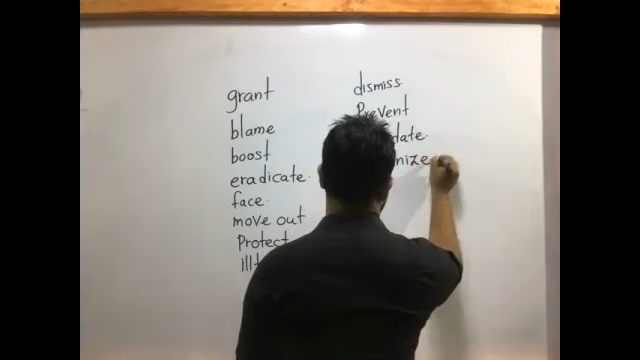 grant
blame
boost
eradicate
face
move out
Protect
dismiss
Prevent